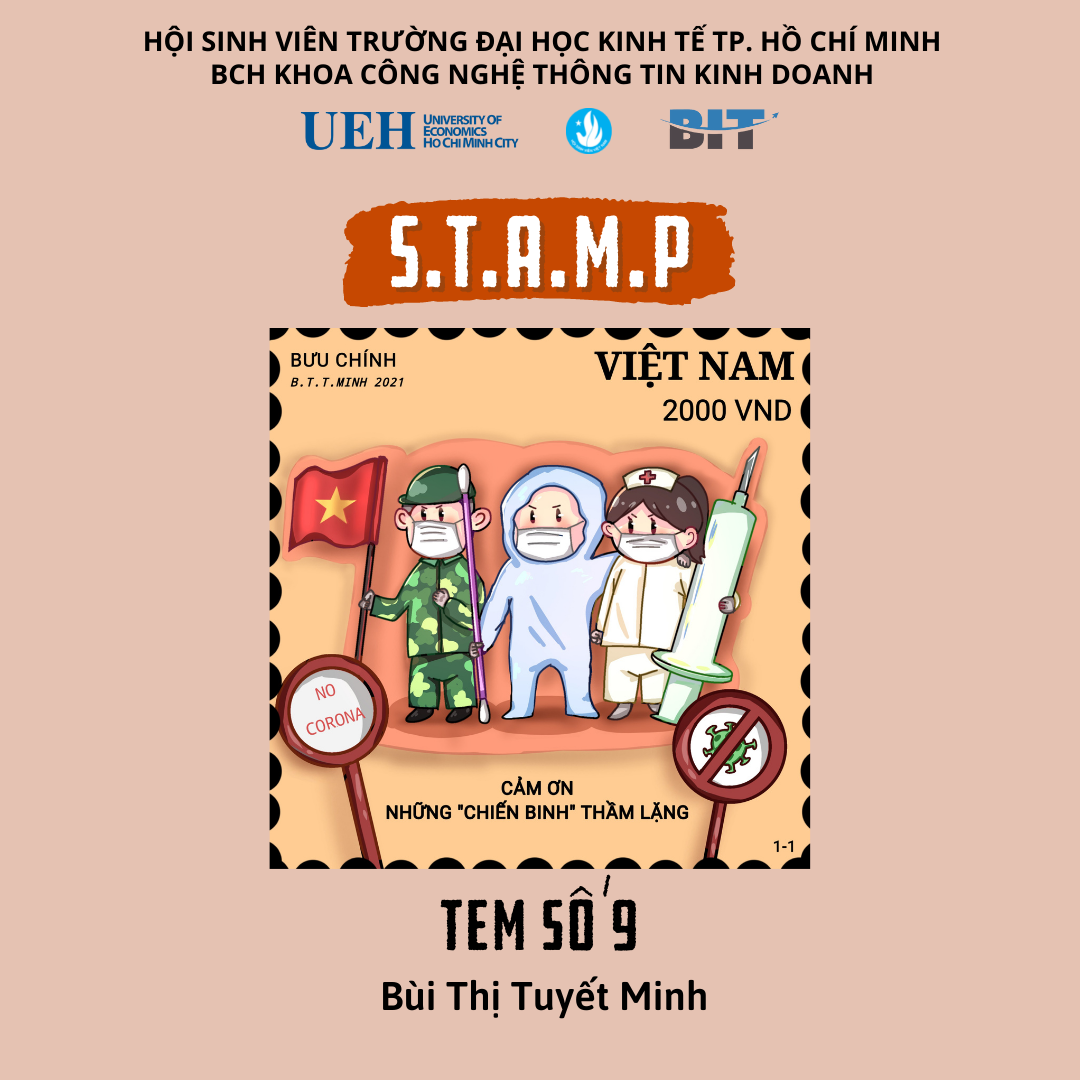 HỘI SINH VIÊN TRƯỜNG ĐẠI HỌC KINH TẾ TP. HỒ CHÍ MINH
BCH KHOA CÔNG NGHỆ THÔNG TIN KINH DOANH
UEH UNIVERSITY OF
ECONOMICS
HO CHI MINH CITY
BIT
S.T.A.M.P
BƯU CHÍNH
B.T.T.MINH 2021
VIỆT NAM
2000 VND
NO
CORONA
CẢM ƠN
NHỮNG "CHIẾN BINH" THẦM LẶNG
1-1
TEM SỐ 9
Bùi Thị Tuyết Minh